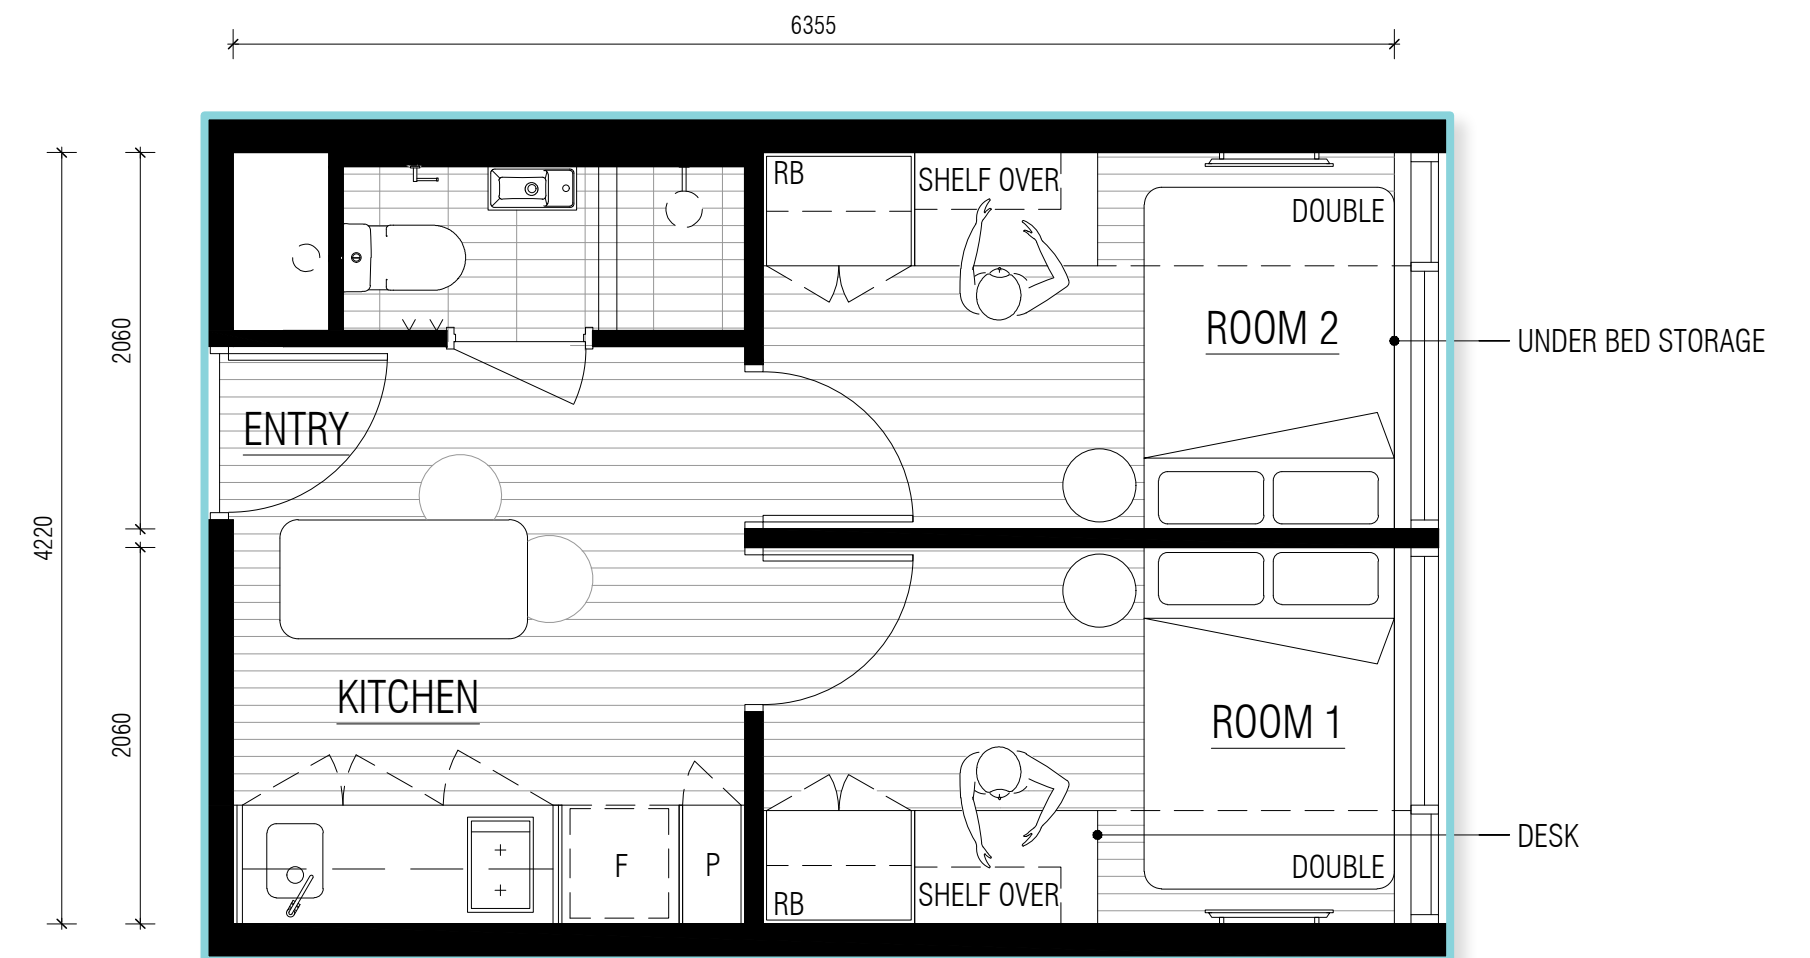 6355
RB
SHELF OVER
DOUBLE
ROOM 2
UNDER BED STORAGE
2060
ENTRY
4220
KITCHEN
2060
ROOM 1
DESK
F
P
DOUBLE
RB
SHELF OVER